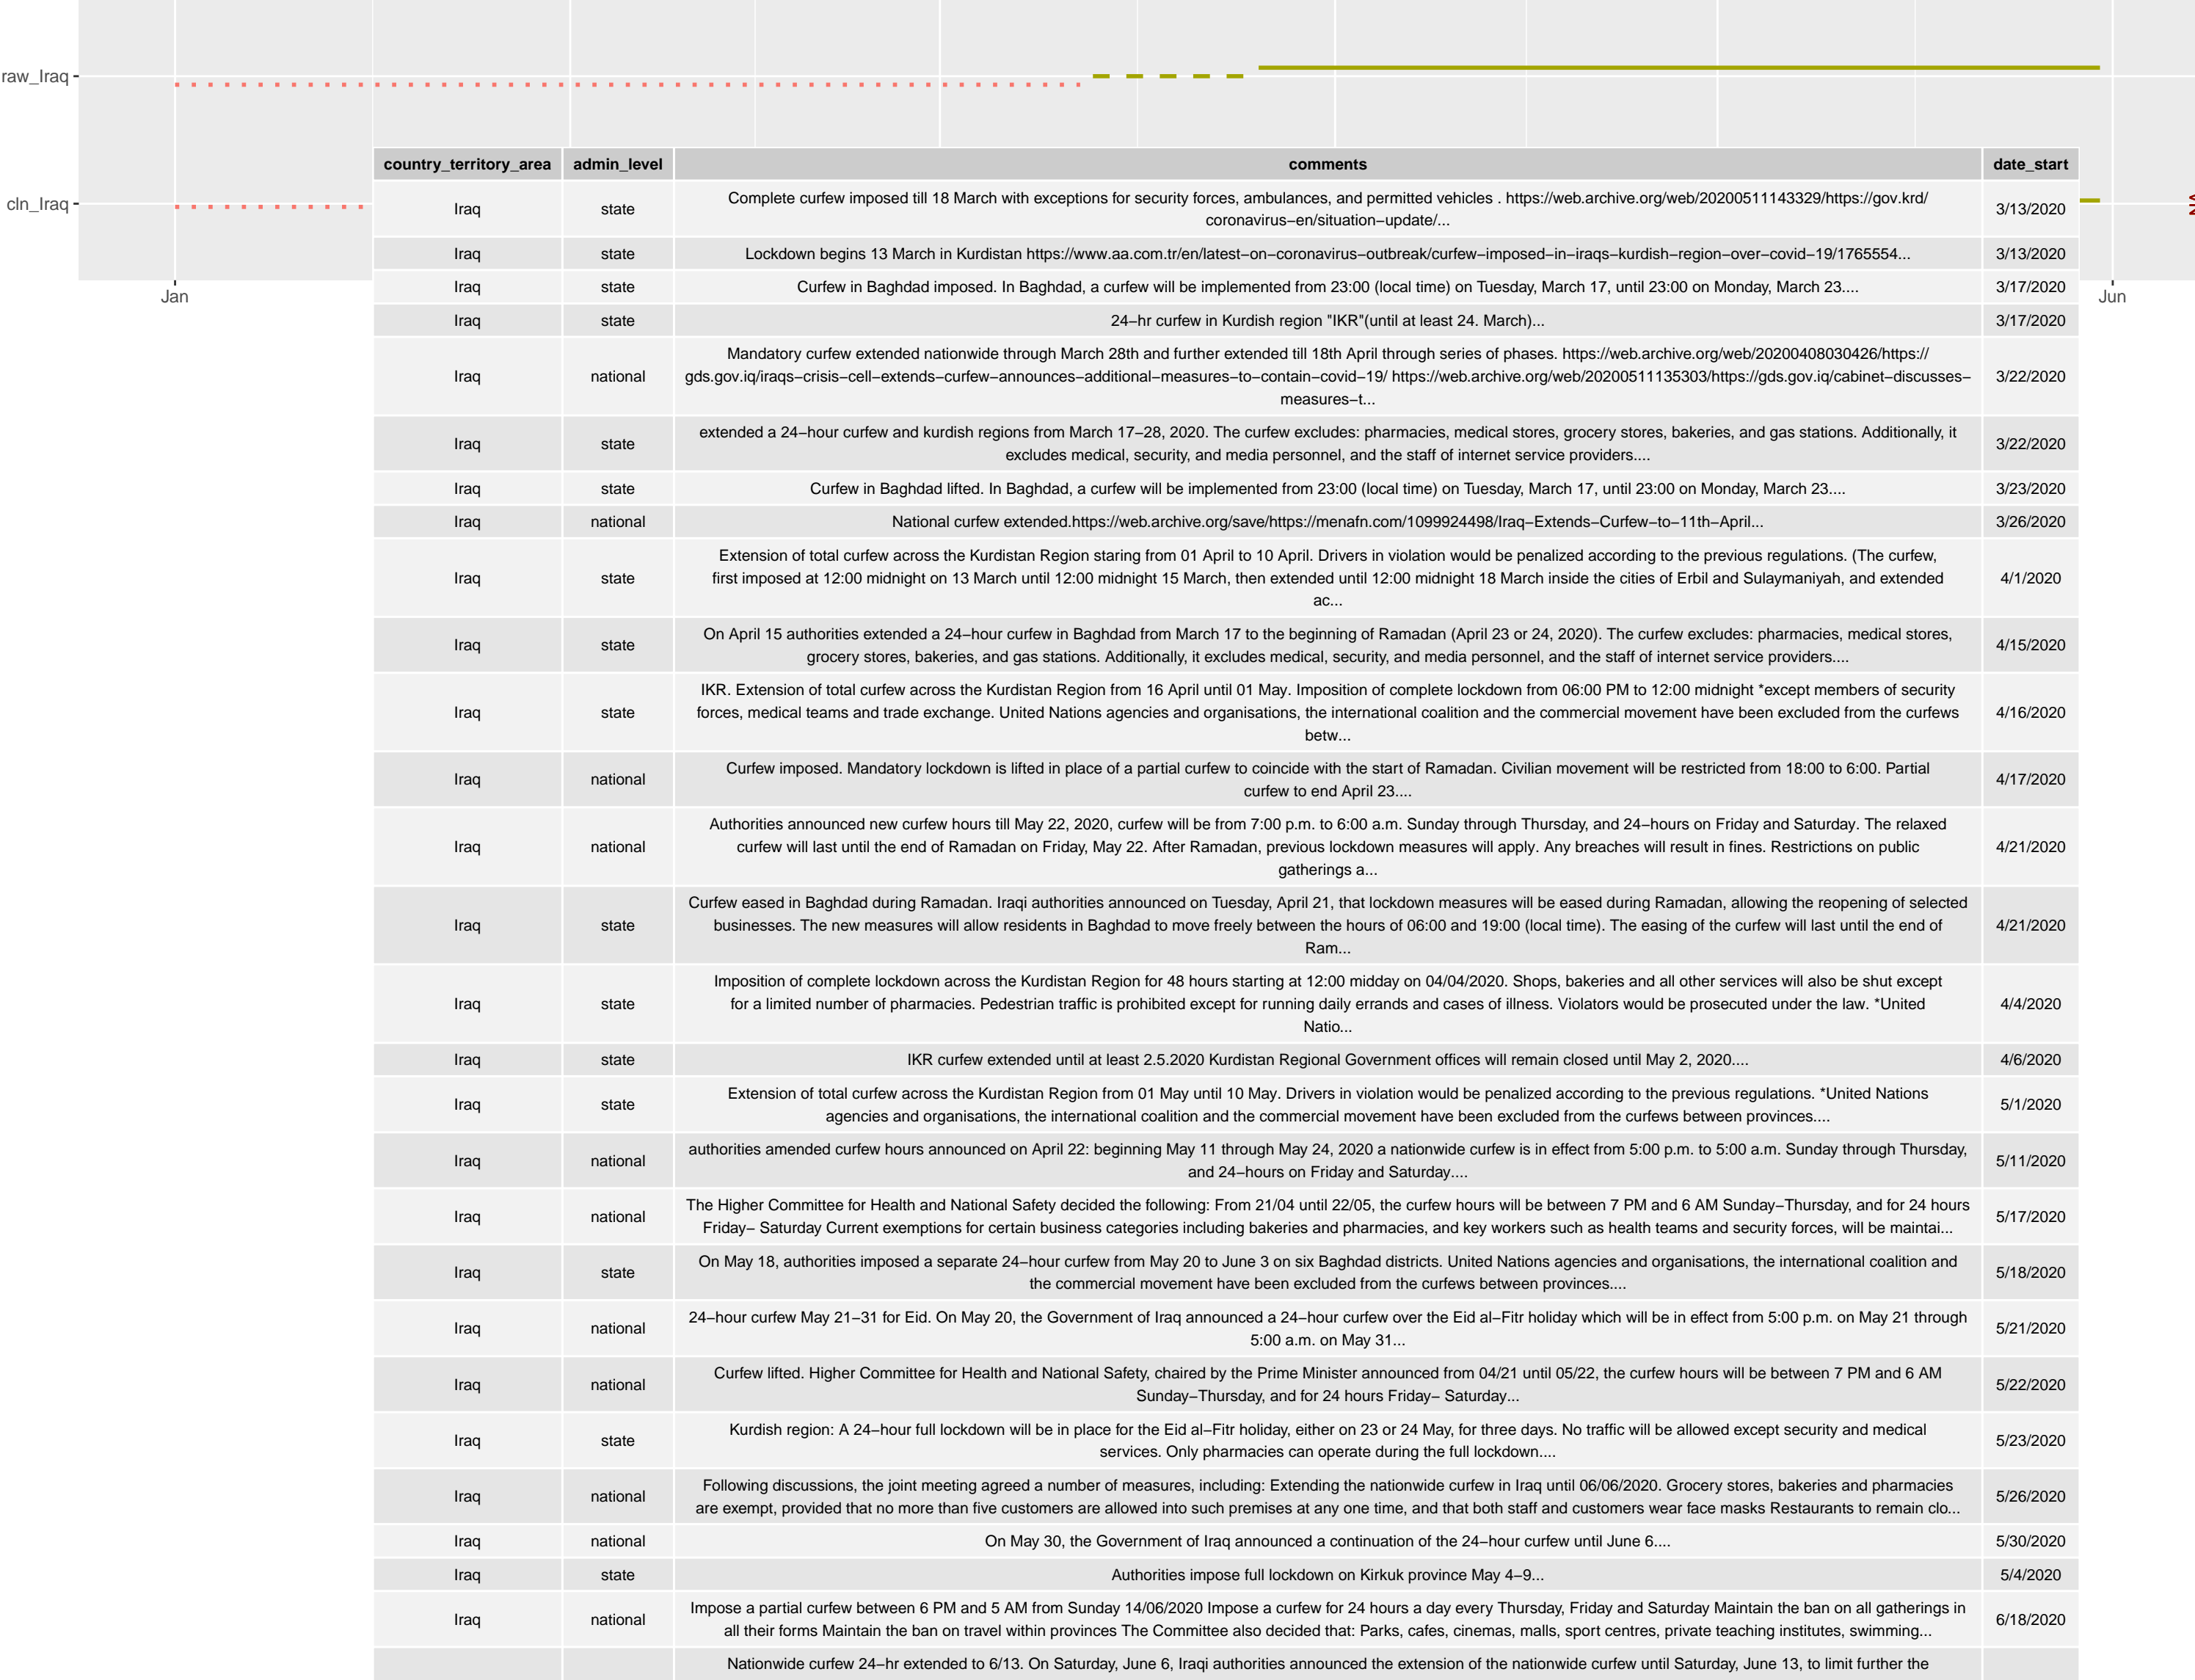 raw_Iraq
cln_Iraq
Jan
Jun
country_territory_area admin_level comments date_start
Complete curfew imposed till 18 March with exceptions for security forces, ambulances, and permitted vehicles . https://web.archive.org/web/20200511143329/https://gov.krd/
Iraq state 3/13/2020
coronavirus−en/situation−update/...
Iraq state Lockdown begins 13 March in Kurdistan https://www.aa.com.tr/en/latest−on−coronavirus−outbreak/curfew−imposed−in−iraqs−kurdish−region−over−covid−19/1765554... 3/13/2020
Iraq state Curfew in Baghdad imposed. In Baghdad, a curfew will be implemented from 23:00 (local time) on Tuesday, March 17, until 23:00 on Monday, March 23.... 3/17/2020
Iraq state 24−hr curfew in Kurdish region "IKR"(until at least 24. March)... 3/17/2020
Mandatory curfew extended nationwide through March 28th and further extended till 18th April through series of phases. https://web.archive.org/web/20200408030426/https://
Iraq national gds.gov.iq/iraqs−crisis−cell−extends−curfew−announces−additional−measures−to−contain−covid−19/ https://web.archive.org/web/20200511135303/https://gds.gov.iq/cabinet−discusses− 3/22/2020
measures−t...
extended a 24−hour curfew and kurdish regions from March 17−28, 2020. The curfew excludes: pharmacies, medical stores, grocery stores, bakeries, and gas stations. Additionally, it
Iraq state 3/22/2020
excludes medical, security, and media personnel, and the staff of internet service providers....
Iraq state Curfew in Baghdad lifted. In Baghdad, a curfew will be implemented from 23:00 (local time) on Tuesday, March 17, until 23:00 on Monday, March 23.... 3/23/2020
Iraq national National curfew extended.https://web.archive.org/save/https://menafn.com/1099924498/Iraq−Extends−Curfew−to−11th−April... 3/26/2020
Extension of total curfew across the Kurdistan Region staring from 01 April to 10 April. Drivers in violation would be penalized according to the previous regulations. (The curfew,
Iraq state first imposed at 12:00 midnight on 13 March until 12:00 midnight 15 March, then extended until 12:00 midnight 18 March inside the cities of Erbil and Sulaymaniyah, and extended 4/1/2020
ac...
On April 15 authorities extended a 24−hour curfew in Baghdad from March 17 to the beginning of Ramadan (April 23 or 24, 2020). The curfew excludes: pharmacies, medical stores,
Iraq state 4/15/2020
grocery stores, bakeries, and gas stations. Additionally, it excludes medical, security, and media personnel, and the staff of internet service providers....
IKR. Extension of total curfew across the Kurdistan Region from 16 April until 01 May. Imposition of complete lockdown from 06:00 PM to 12:00 midnight *except members of security
Iraq state forces, medical teams and trade exchange. United Nations agencies and organisations, the international coalition and the commercial movement have been excluded from the curfews 4/16/2020
betw...
Curfew imposed. Mandatory lockdown is lifted in place of a partial curfew to coincide with the start of Ramadan. Civilian movement will be restricted from 18:00 to 6:00. Partial
Iraq national 4/17/2020
curfew to end April 23....
Authorities announced new curfew hours till May 22, 2020, curfew will be from 7:00 p.m. to 6:00 a.m. Sunday through Thursday, and 24−hours on Friday and Saturday. The relaxed
Iraq national curfew will last until the end of Ramadan on Friday, May 22. After Ramadan, previous lockdown measures will apply. Any breaches will result in fines. Restrictions on public 4/21/2020
gatherings a...
Curfew eased in Baghdad during Ramadan. Iraqi authorities announced on Tuesday, April 21, that lockdown measures will be eased during Ramadan, allowing the reopening of selected
Iraq state businesses. The new measures will allow residents in Baghdad to move freely between the hours of 06:00 and 19:00 (local time). The easing of the curfew will last until the end of 4/21/2020
Ram...
Imposition of complete lockdown across the Kurdistan Region for 48 hours starting at 12:00 midday on 04/04/2020. Shops, bakeries and all other services will also be shut except
Iraq state for a limited number of pharmacies. Pedestrian traffic is prohibited except for running daily errands and cases of illness. Violators would be prosecuted under the law. *United 4/4/2020
Natio...
Iraq state IKR curfew extended until at least 2.5.2020 Kurdistan Regional Government offices will remain closed until May 2, 2020.... 4/6/2020
Extension of total curfew across the Kurdistan Region from 01 May until 10 May. Drivers in violation would be penalized according to the previous regulations. *United Nations
Iraq state 5/1/2020
agencies and organisations, the international coalition and the commercial movement have been excluded from the curfews between provinces....
authorities amended curfew hours announced on April 22: beginning May 11 through May 24, 2020 a nationwide curfew is in effect from 5:00 p.m. to 5:00 a.m. Sunday through Thursday,
Iraq national 5/11/2020
and 24−hours on Friday and Saturday....
The Higher Committee for Health and National Safety decided the following: From 21/04 until 22/05, the curfew hours will be between 7 PM and 6 AM Sunday−Thursday, and for 24 hours
Iraq national 5/17/2020
Friday− Saturday Current exemptions for certain business categories including bakeries and pharmacies, and key workers such as health teams and security forces, will be maintai...
On May 18, authorities imposed a separate 24−hour curfew from May 20 to June 3 on six Baghdad districts. United Nations agencies and organisations, the international coalition and
Iraq state 5/18/2020
the commercial movement have been excluded from the curfews between provinces....
24−hour curfew May 21−31 for Eid. On May 20, the Government of Iraq announced a 24−hour curfew over the Eid al−Fitr holiday which will be in effect from 5:00 p.m. on May 21 through
Iraq national 5/21/2020
5:00 a.m. on May 31...
Curfew lifted. Higher Committee for Health and National Safety, chaired by the Prime Minister announced from 04/21 until 05/22, the curfew hours will be between 7 PM and 6 AM
Iraq national 5/22/2020
Sunday−Thursday, and for 24 hours Friday− Saturday...
Kurdish region: A 24−hour full lockdown will be in place for the Eid al−Fitr holiday, either on 23 or 24 May, for three days. No traffic will be allowed except security and medical
Iraq state 5/23/2020
services. Only pharmacies can operate during the full lockdown....
Following discussions, the joint meeting agreed a number of measures, including: Extending the nationwide curfew in Iraq until 06/06/2020. Grocery stores, bakeries and pharmacies
Iraq national 5/26/2020
are exempt, provided that no more than five customers are allowed into such premises at any one time, and that both staff and customers wear face masks Restaurants to remain clo...
Iraq national On May 30, the Government of Iraq announced a continuation of the 24−hour curfew until June 6.... 5/30/2020
Iraq state Authorities impose full lockdown on Kirkuk province May 4−9... 5/4/2020
Impose a partial curfew between 6 PM and 5 AM from Sunday 14/06/2020 Impose a curfew for 24 hours a day every Thursday, Friday and Saturday Maintain the ban on all gatherings in
Iraq national 6/18/2020
all their forms Maintain the ban on travel within provinces The Committee also decided that: Parks, cafes, cinemas, malls, sport centres, private teaching institutes, swimming...
Nationwide curfew 24−hr extended to 6/13. On Saturday, June 6, Iraqi authorities announced the extension of the nationwide curfew until Saturday, June 13, to limit further the